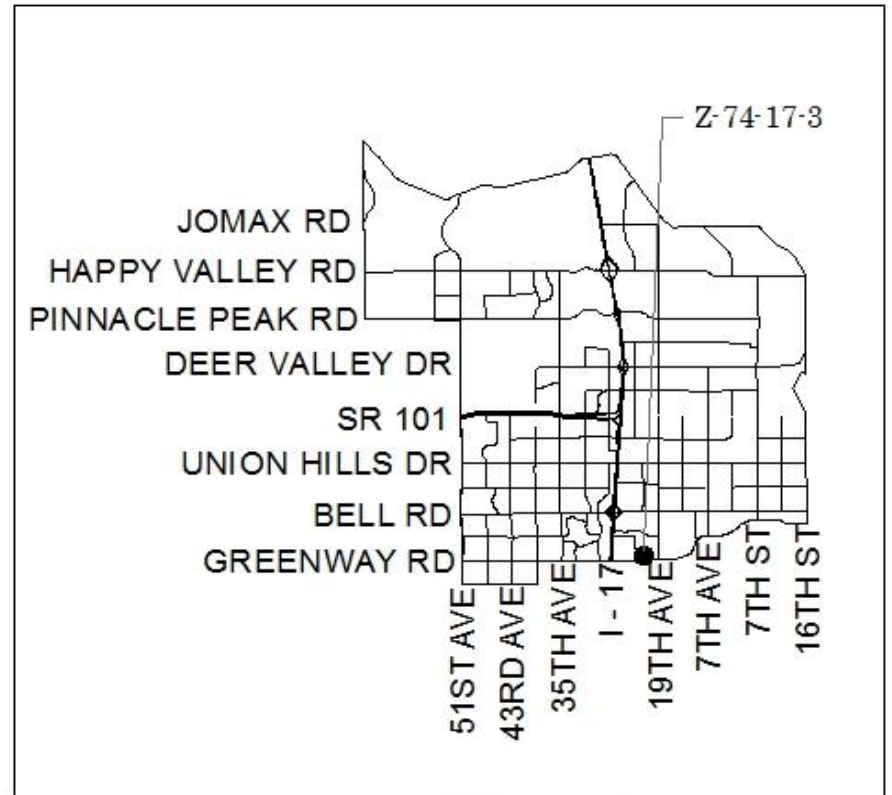 Z-74-17-3
JOMAX RD
HAPPY VALLEY RD
PINNACLE PEAK RD
DEER VALLEY DR
SR 101
UNION HILLS DR
BELL RD
GREENWAY RD
51ST AVE
43RD AVE
35TH AVE
I - 17
19TH AVE
7TH AVE
7TH ST
16TH ST